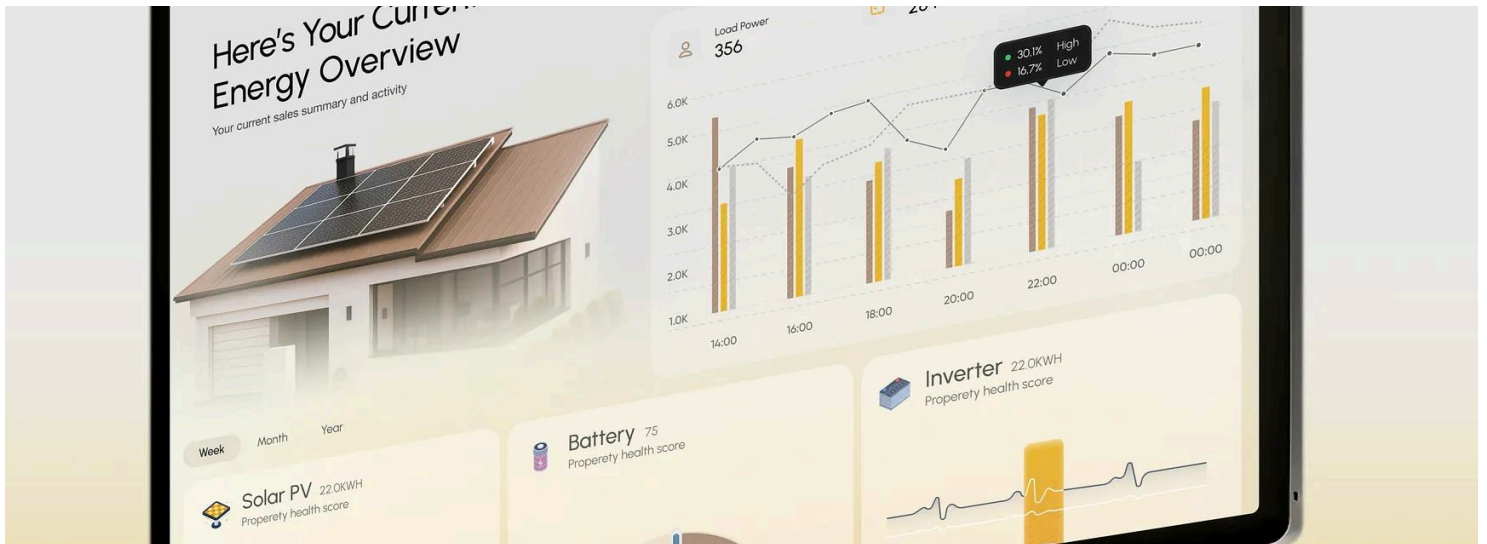 Here's Your Current
Energy Overview
Your current sales summary and activity
Load Power
356
30.1% High
16.7% Low
6.0K
5.0K
4.0K
3.0K
2.0K
1.0K
14:00
16:00
18:00
20:00
22:00
00:00
00:00
Week
Month
Year
Solar PV 22.0KWH
Properety health score
Battery 75
Properety health score
Inverter 22.0KWH
Properety health score